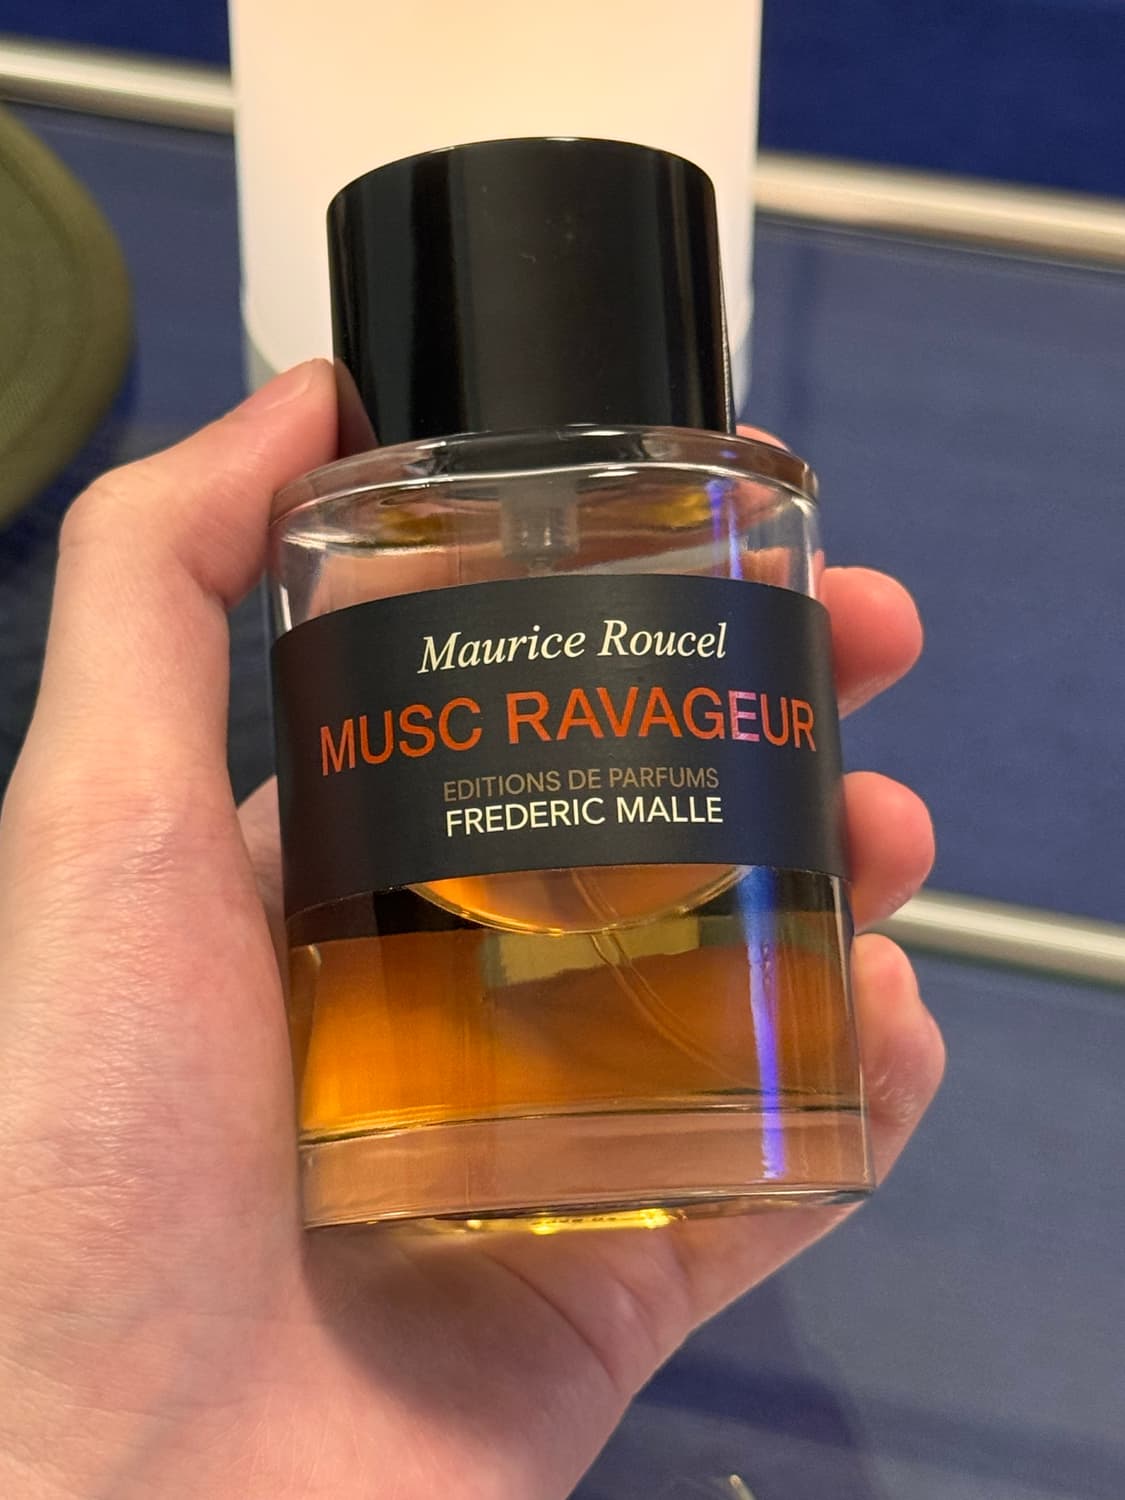 Maurice Roucel
MUSC RAVAGEUR
EDITIONS DE PARFUMS
FREDERIC MALLE